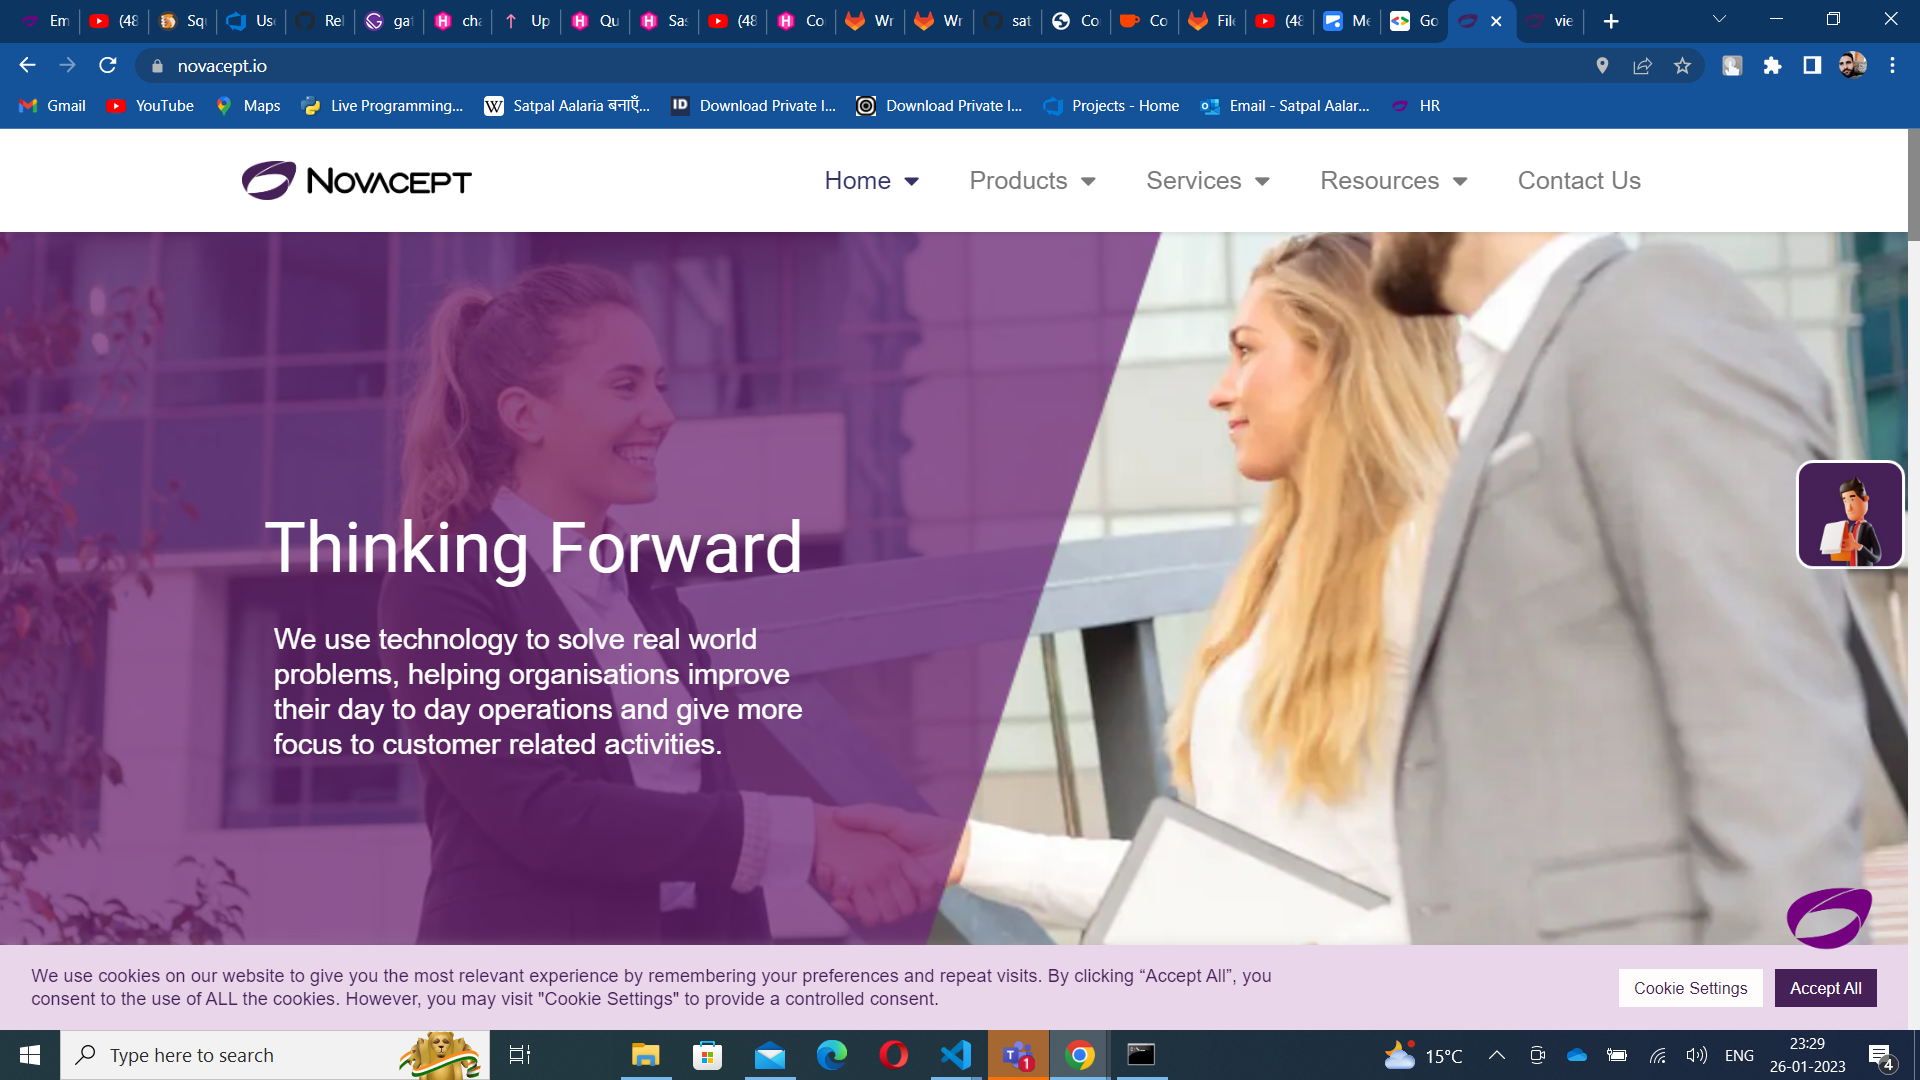 Em
(48
Squ
Use
Rel
gat
cha
Up
Qu
Sas
(48
Co
Wr
Wr
sat
Co
Co
File
(48
Me
Go
vie
novacept.io
Gmail
YouTube
Maps
Live Programming...
Satpal Aalaria बनाएँ...
Download Private I...
Download Private I...
Projects - Home
Email - Satpal Aalar...
HR
NOVACEPT
Home
Products
Services
Resources
Contact Us
Thinking Forward
We use technology to solve real world
problems, helping organisations improve
their day to day operations and give more
focus to customer related activities.
We use cookies on our website to give you the most relevant experience by remembering your preferences and repeat visits. By clicking “Accept All”, you
consent to the use of ALL the cookies. However, you may visit "Cookie Settings" to provide a controlled consent.
Cookie Settings
Accept All
Type here to search
1
15°C
ENG
23:29
26-01-2023
4